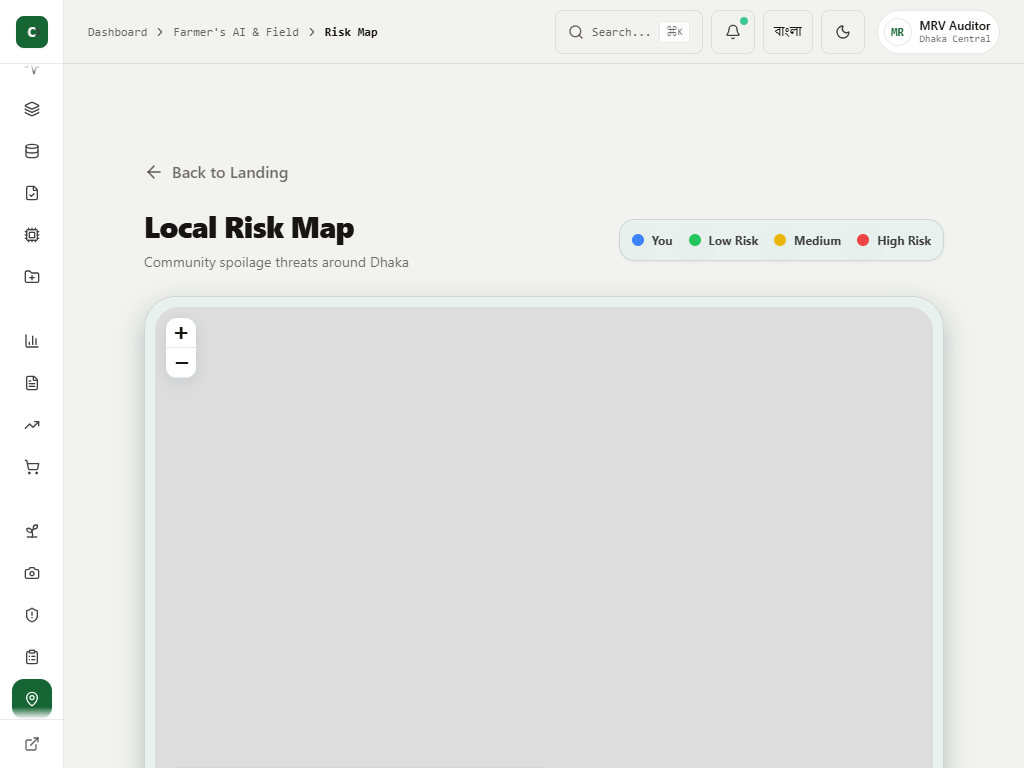 C
Dashboard > Farmer's AI & Field > Risk Map
Search... ⌘K
বাংলা
MR
MRV Auditor
Dhaka Central
Back to Landing
Local Risk Map
Community spoilage threats around Dhaka
You Low Risk Medium High Risk
+
−